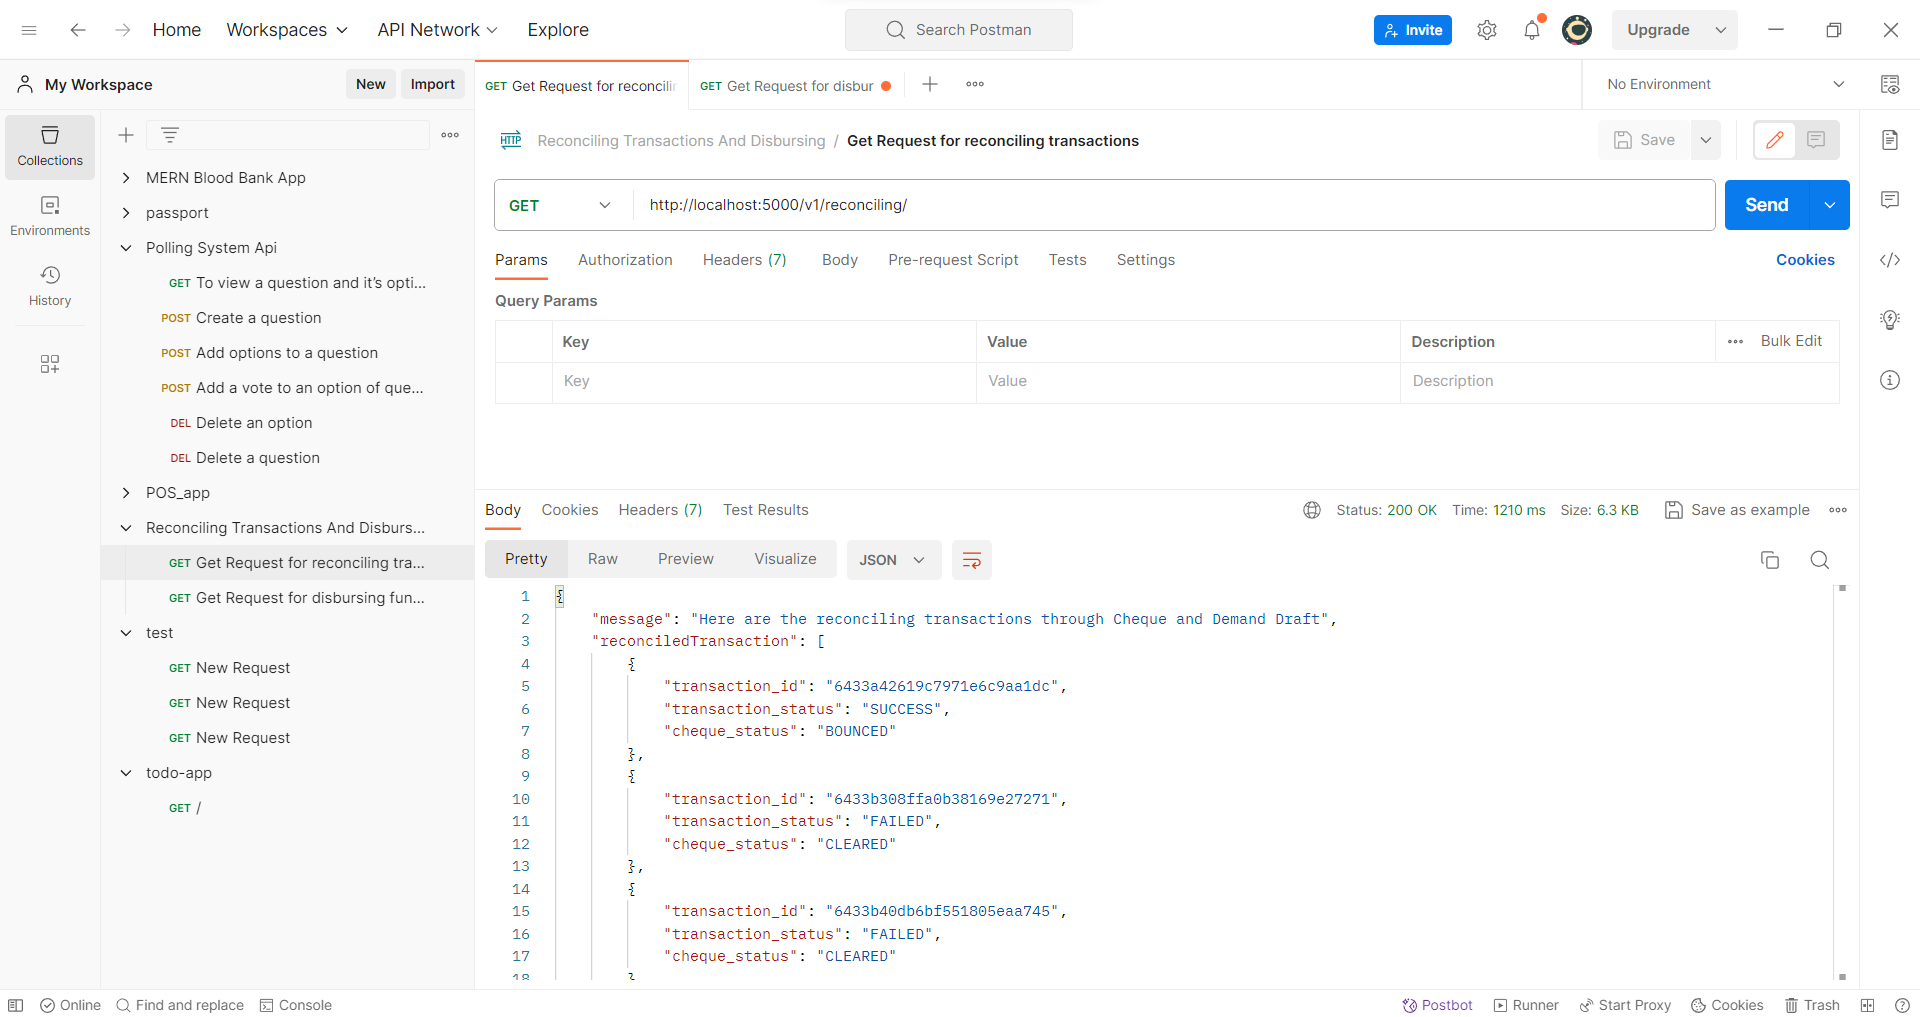 Home Workspaces API Network Explore Search Postman Invite Upgrade
My Workspace New Import
GET Get Request for reconcilin GET Get Request for disbur No Environment
Collections
Environments
History
MERN Blood Bank App
passport
Polling System Api
GET To view a question and it’s opti...
POST Create a question
POST Add options to a question
POST Add a vote to an option of que...
DEL Delete an option
DEL Delete a question
POS_app
Reconciling Transactions And Disburs...
GET Get Request for reconciling tra...
GET Get Request for disbursing fun...
test
GET New Request
GET New Request
GET New Request
todo-app
GET /
HTTP Reconciling Transactions And Disbursing / Get Request for reconciling transactions Save
GET http://localhost:5000/v1/reconciling/ Send
Params Authorization Headers (7) Body Pre-request Script Tests Settings Cookies
Query Params
Key Value Description Bulk Edit
Key Value Description
Body Cookies Headers (7) Test Results Status: 200 OK Time: 1210 ms Size: 6.3 KB Save as example
Pretty Raw Preview Visualize JSON
1 {
2 "message": "Here are the reconciling transactions through Cheque and Demand Draft",
3 "reconciledTransaction": [
4 {
5 "transaction_id": "6433a42619c7971e6c9aa1dc",
6 "transaction_status": "SUCCESS",
7 "cheque_status": "BOUNCED"
8 },
9 {
10 "transaction_id": "6433b308ffa0b38169e27271",
11 "transaction_status": "FAILED",
12 "cheque_status": "CLEARED"
13 },
14 {
15 "transaction_id": "6433b40db6bf551805eaa745",
16 "transaction_status": "FAILED",
17 "cheque_status": "CLEARED"
18 }
Online Find and replace Console Postbot Runner Start Proxy Cookies Trash